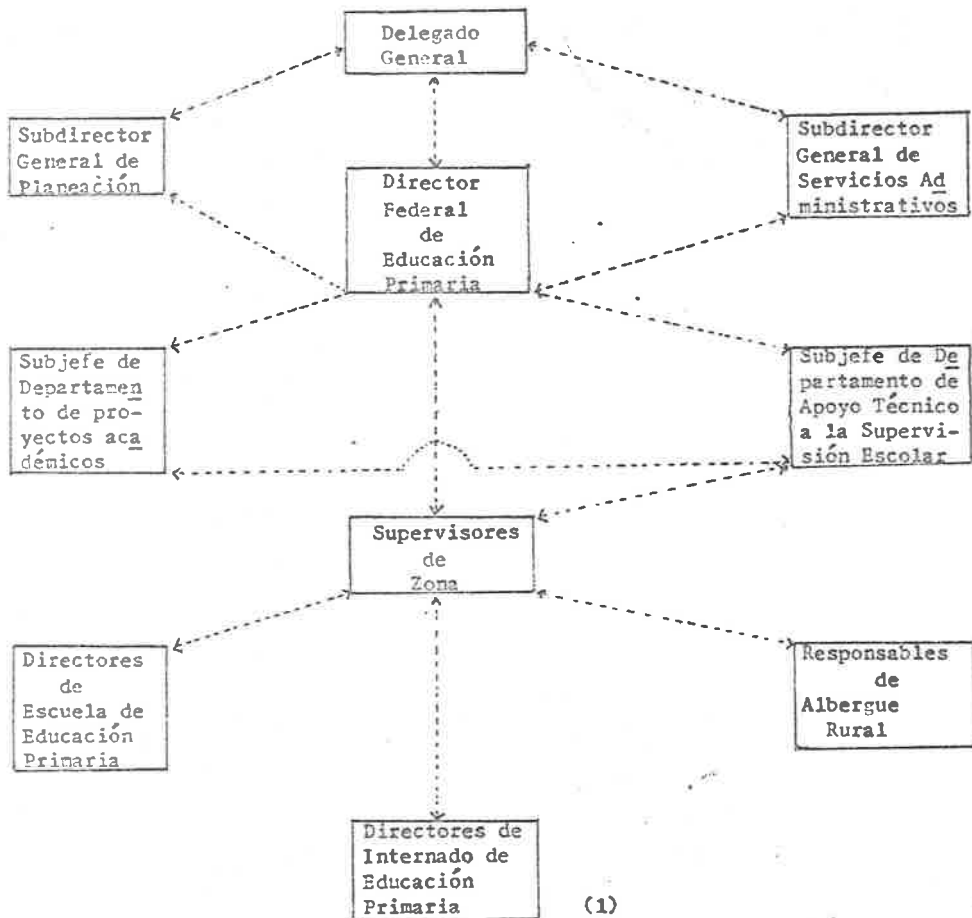 Delegado
General
Subdirector
General de
Planeación
Subdirector
General de
Servicios Ad
ministrativos
Director
Federal
de
Educación
Primaria
Subjefe de
Departamen
to de pro-
yectos aca
démicos
Subjefe de De
partamento de
Apoyo Técnico
a la Supervi-
sión Escolar
Supervisores
de
Zona
Directores
de
Escuela de
Educación
Primaria
Responsables
de
Albergue
Rural
Directores de
Internado de
Educación
Primaria
(1)